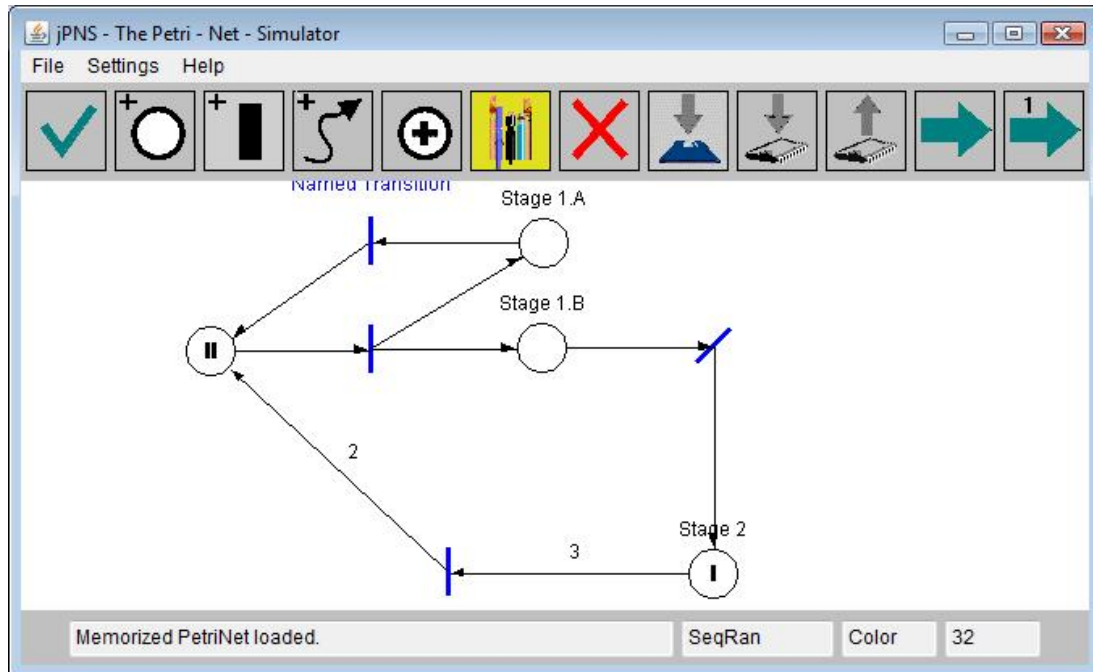 jPNS - The Petri - Net - Simulator
File Settings Help
+ + + 1
Named Transition
Stage 1.A
Stage 1.B
II
2
Stage 2
3
I
Memorized PetriNet loaded. SeqRan Color 32